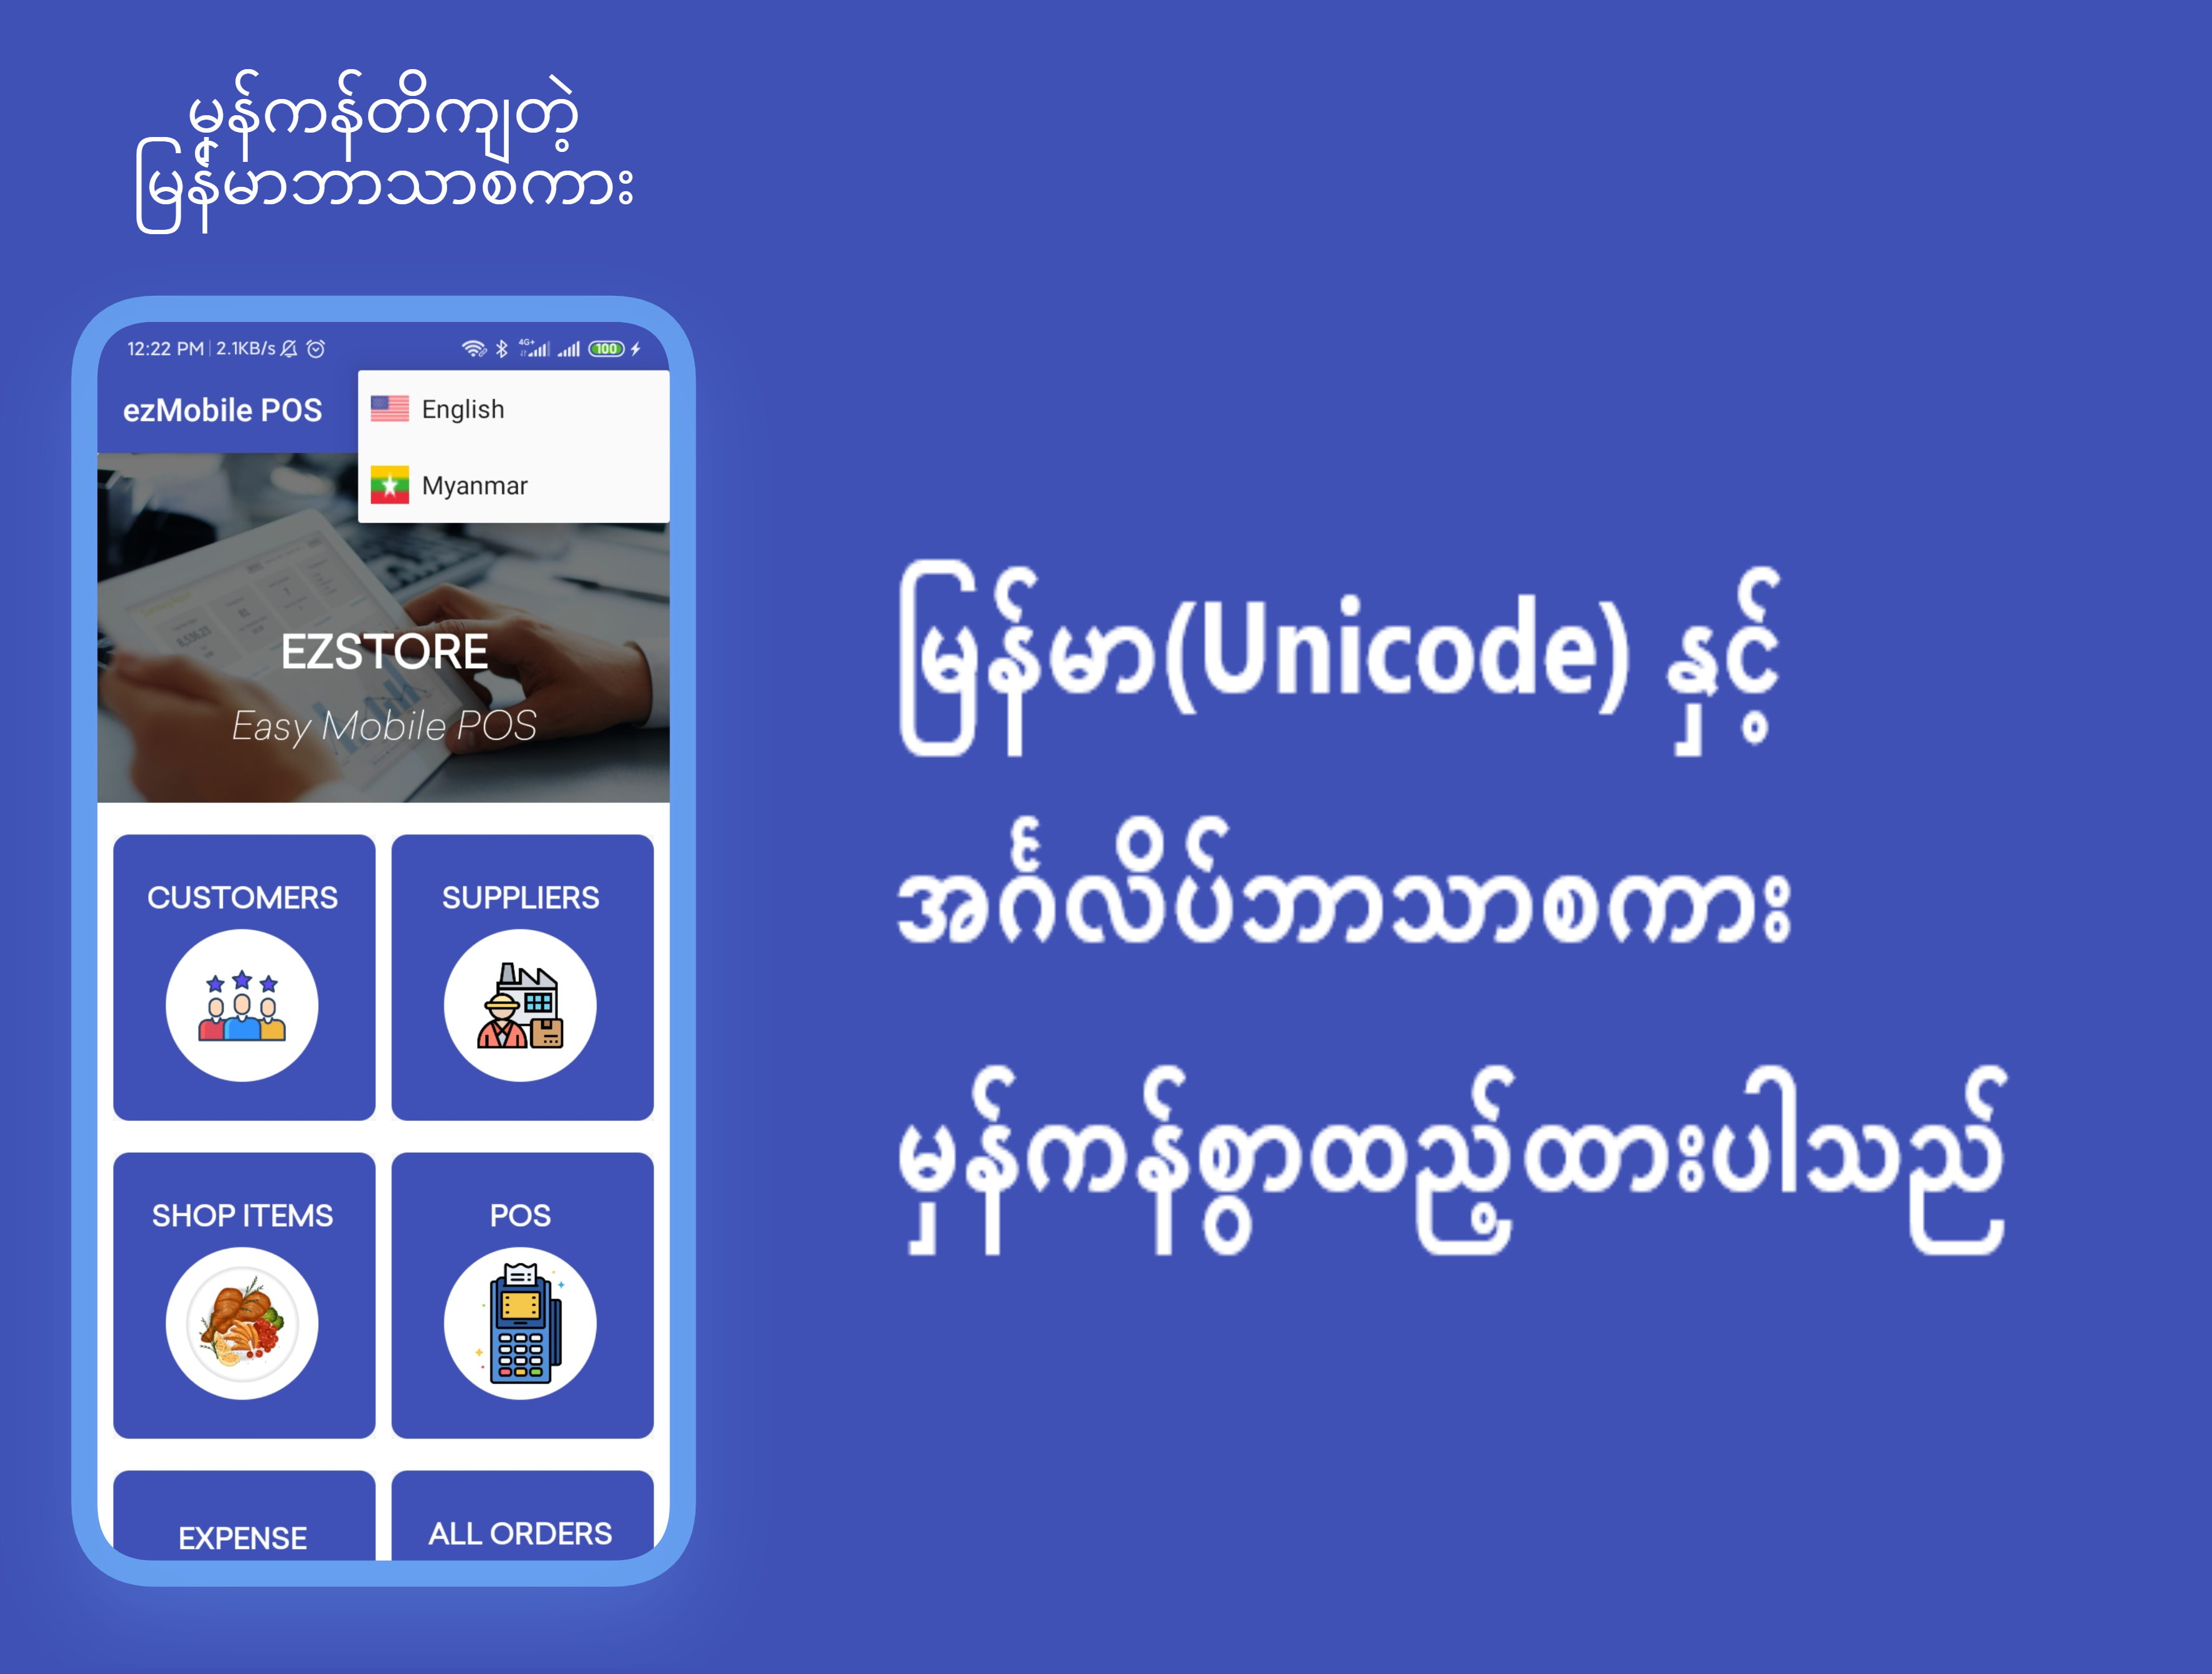 မှန်ကန်တိကျတဲ့
မြန်မာဘာသာစကား
12:22 PM 2.1KB/s 4G+ 100
ezMobile POS
English
Myanmar
EZSTORE
Easy Mobile POS
CUSTOMERS
SUPPLIERS
SHOP ITEMS
POS
EXPENSE
ALL ORDERS
မြန်မာ(Unicode) နှင့်
အင်္ဂလိပ်ဘာသာစကား
မှန်ကန်စွာထည့်ထားပါသည်